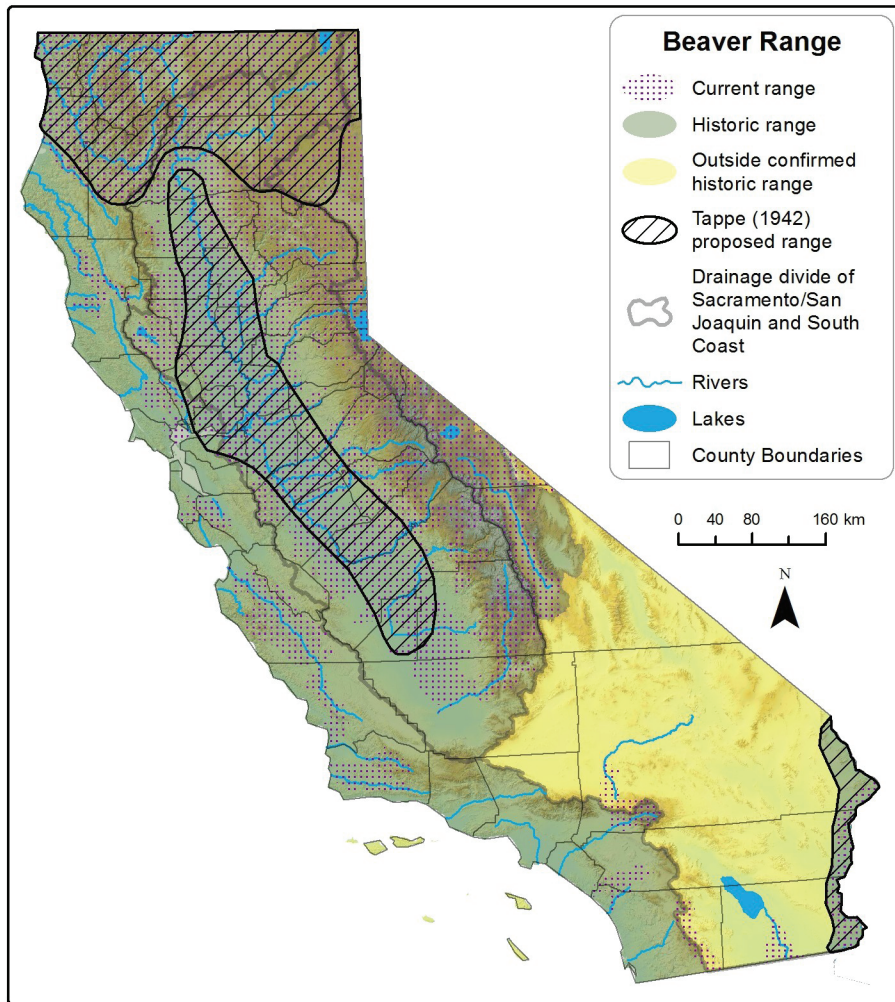 Beaver Range
Current range
Historic range
Outside confirmed
historic range
Tappe (1942)
proposed range
Drainage divide of
Sacramento/San
Joaquin and South
Coast
Rivers
Lakes
County Boundaries
0 40 80 160 km
N